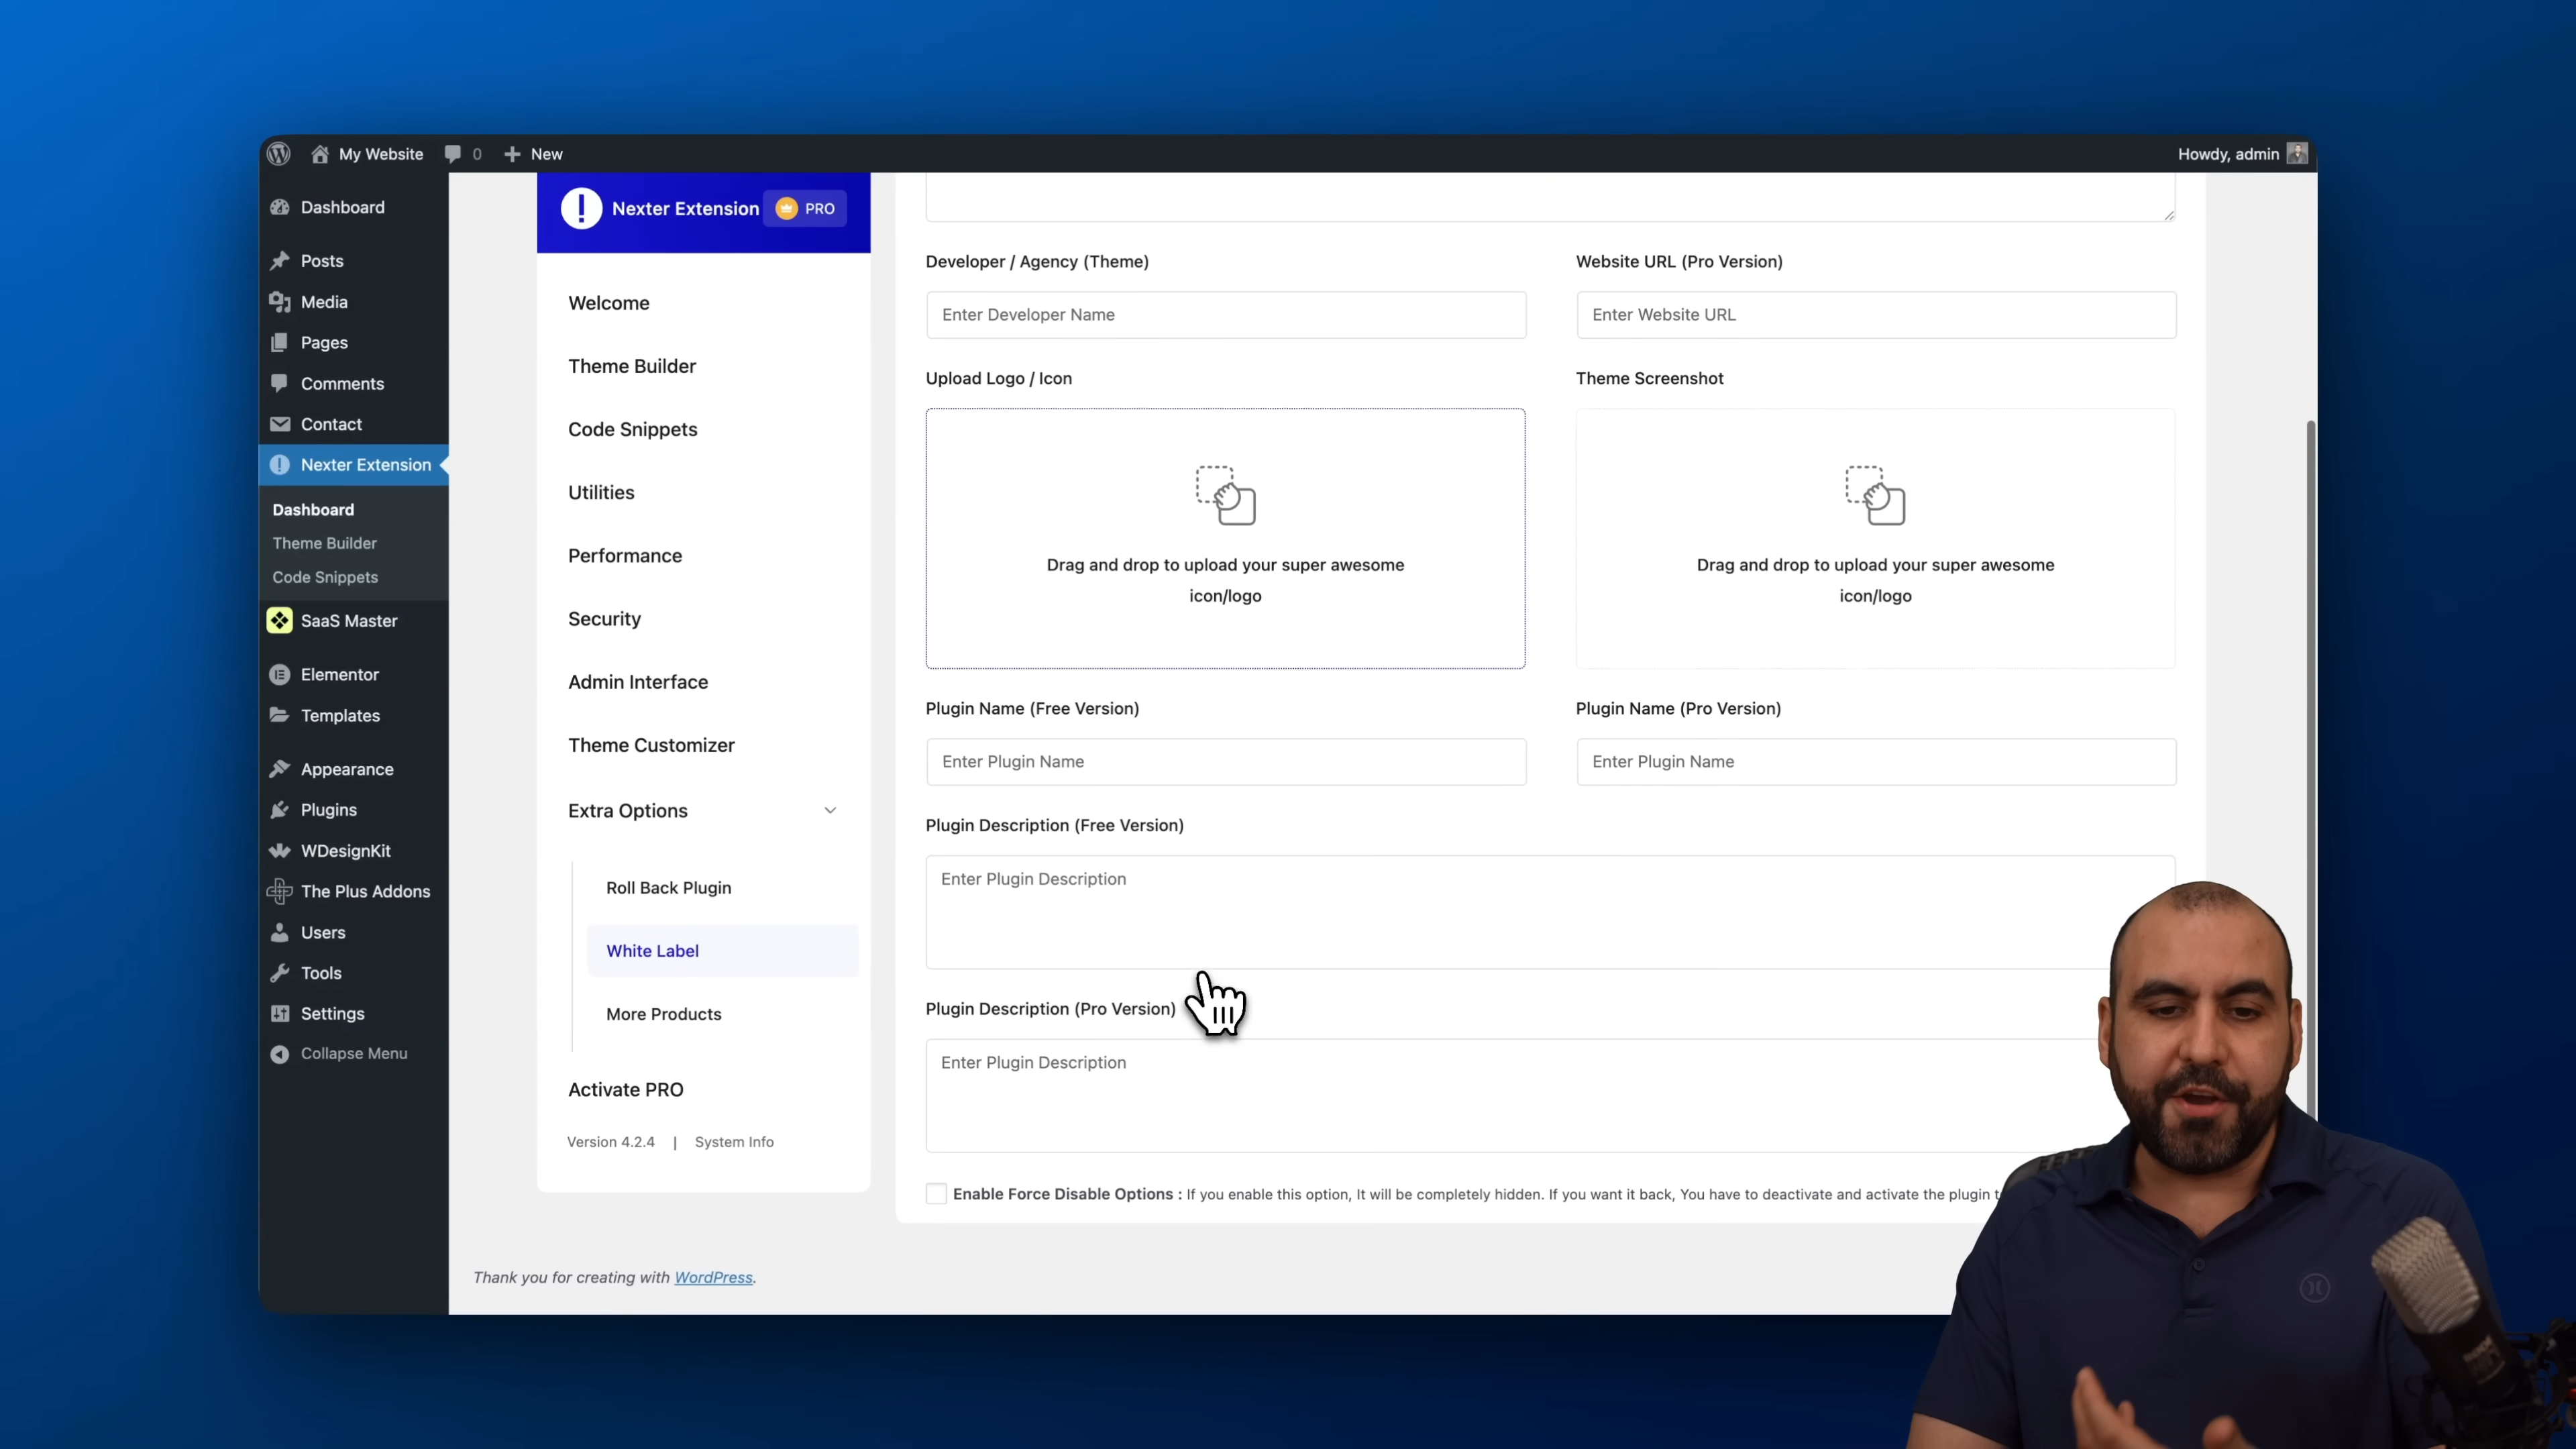 My Website
0
New
Howdy, admin
Dashboard
Posts
Media
Pages
Comments
Contact
Nexter Extension
Dashboard
Theme Builder
Code Snippets
SaaS Master
Elementor
Templates
Appearance
Plugins
WDesignKit
The Plus Addons
Users
Tools
Settings
Collapse Menu
Nexter Extension PRO
Welcome
Theme Builder
Code Snippets
Utilities
Performance
Security
Admin Interface
Theme Customizer
Extra Options
Roll Back Plugin
White Label
More Products
Activate PRO
Version 4.2.4 | System Info
Developer / Agency (Theme)
Enter Developer Name
Website URL (Pro Version)
Enter Website URL
Upload Logo / Icon
Drag and drop to upload your super awesome
icon/logo
Theme Screenshot
Drag and drop to upload your super awesome
icon/logo
Plugin Name (Free Version)
Enter Plugin Name
Plugin Name (Pro Version)
Enter Plugin Name
Plugin Description (Free Version)
Enter Plugin Description
Plugin Description (Pro Version)
Enter Plugin Description
Enable Force Disable Options : If you enable this option, It will be completely hidden. If you want it back, You have to deactivate and activate the plugin
Thank you for creating with WordPress.